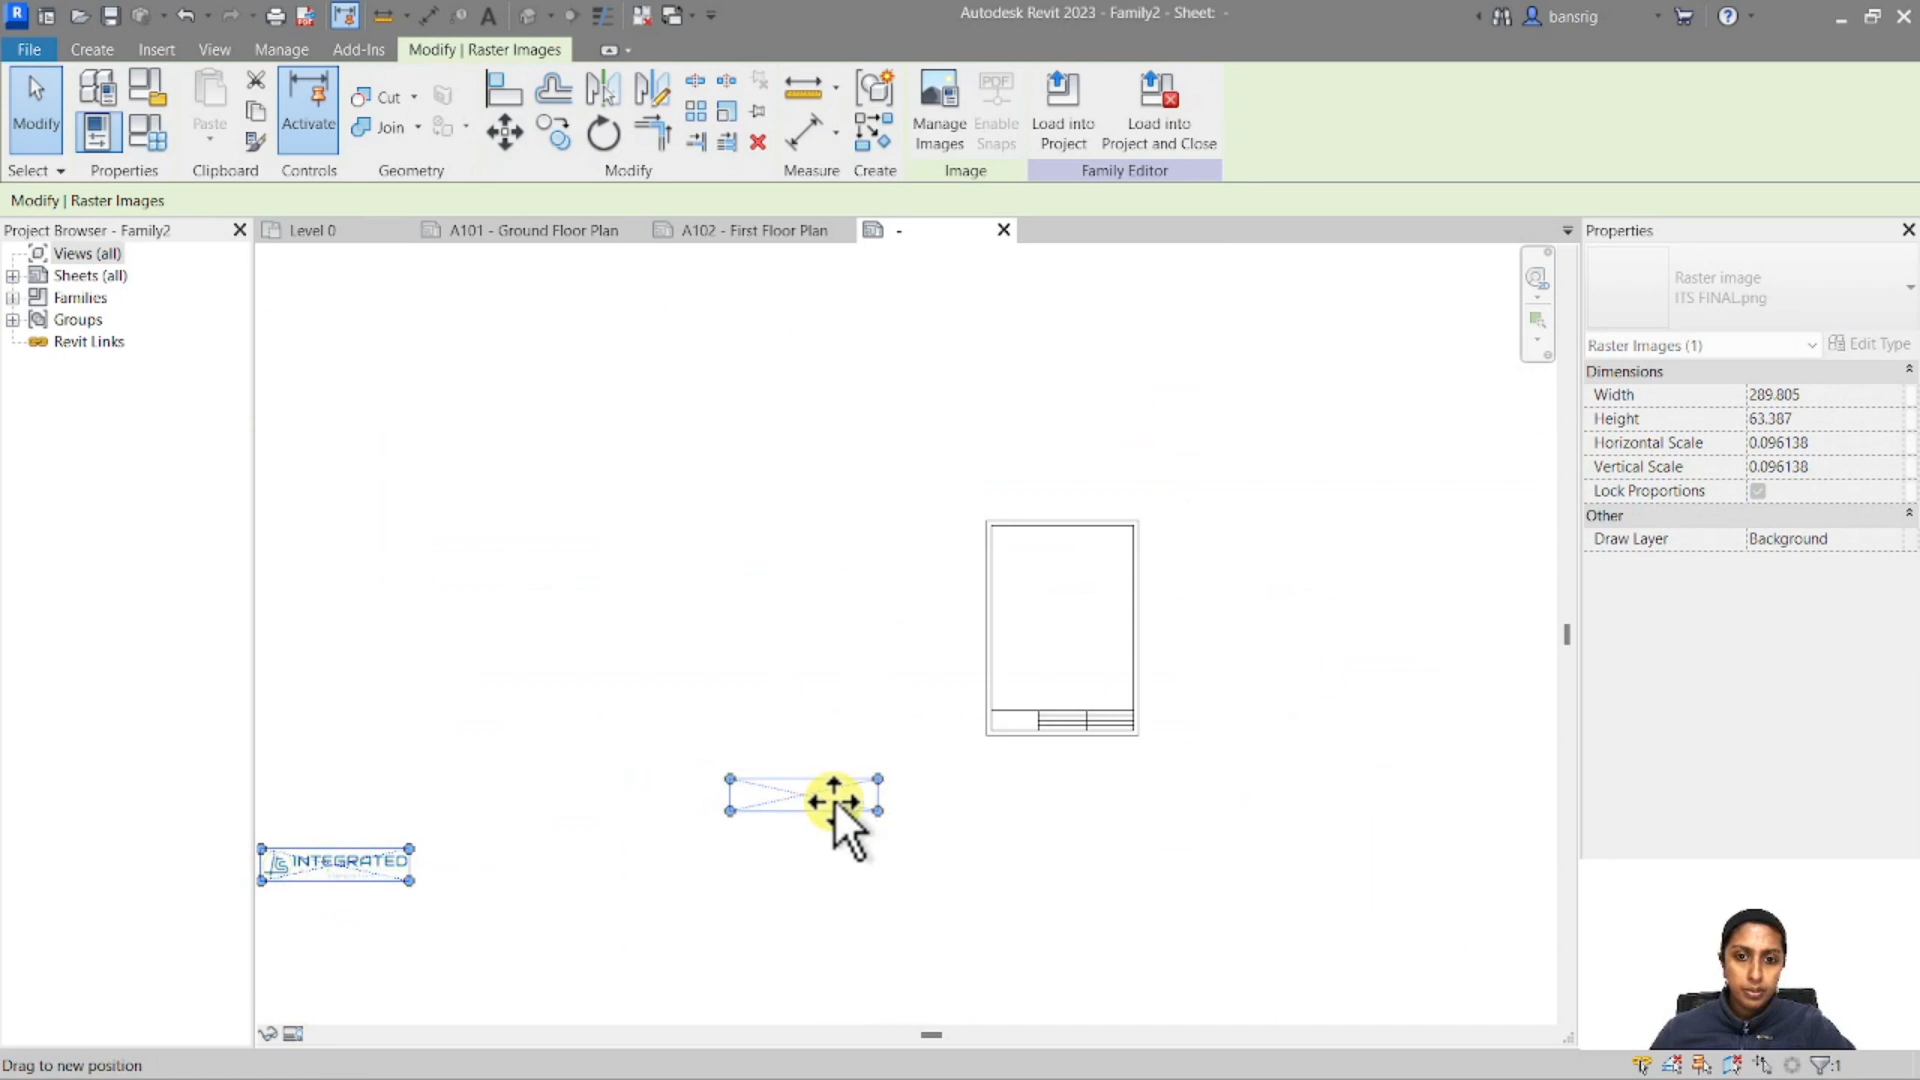 Autodesk Revit 2023 - Family2 - Sheet: -
bansrig
File Create Insert View Manage Add-Ins Modify | Raster Images
Modify
Paste
Activate
Cut
Join
Manage Images
Enable Snaps
Load into Project
Load into Project and Close
PDF
Select Properties Clipboard Controls Geometry Modify Measure Create Image Family Editor
Modify | Raster Images
Project Browser - Family2
Level 0
A101 - Ground Floor Plan
A102 - First Floor Plan
-
Properties
Views (all)
Sheets (all)
Families
Groups
Revit Links
Raster image
ITS FINAL.png
Raster Images (1)
Edit Type
Dimensions
Width 289.805
Height 63.387
Horizontal Scale 0.096138
Vertical Scale 0.096138
Lock Proportions
Other
Draw Layer Background
INTEGRATED
Drag to new position
:1